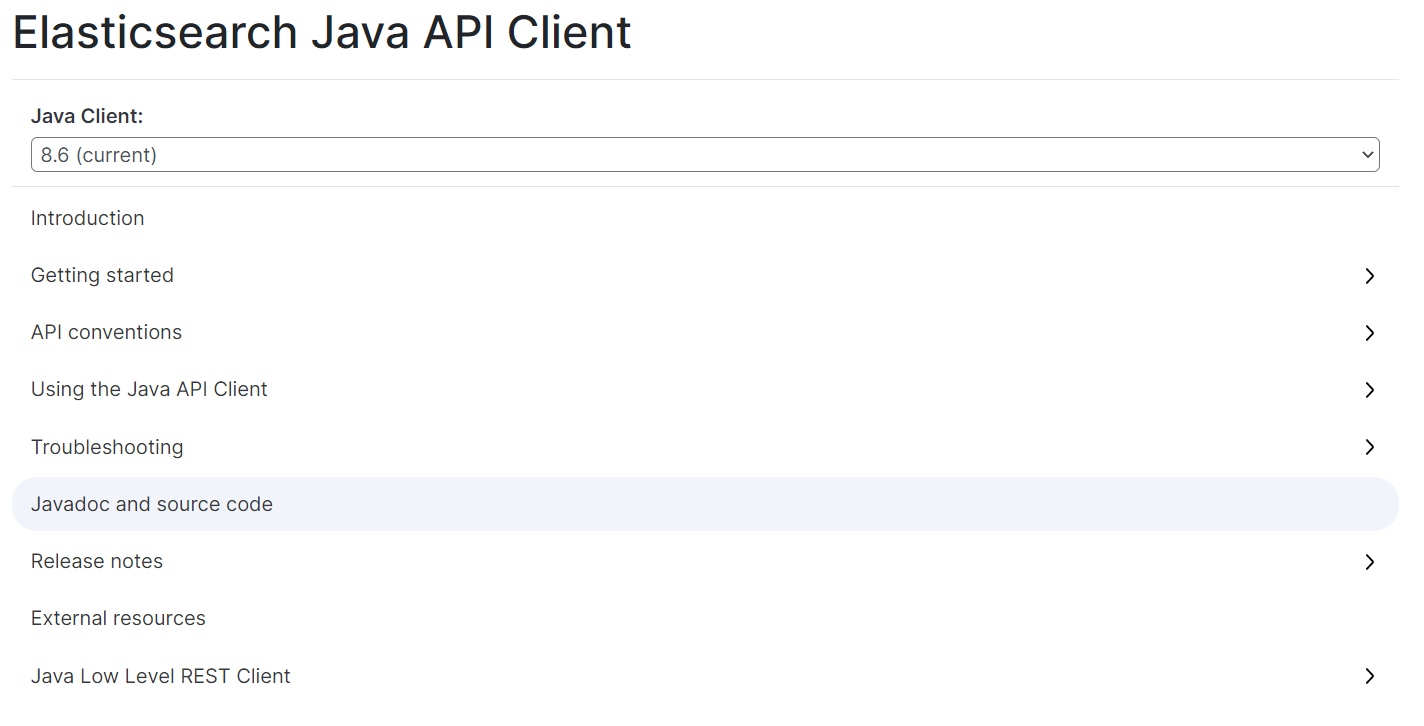 Elasticsearch Java API Client
Java Client:
8.6 (current)
Introduction
Getting started
API conventions
Using the Java API Client
Troubleshooting
Javadoc and source code
Release notes
External resources
Java Low Level REST Client